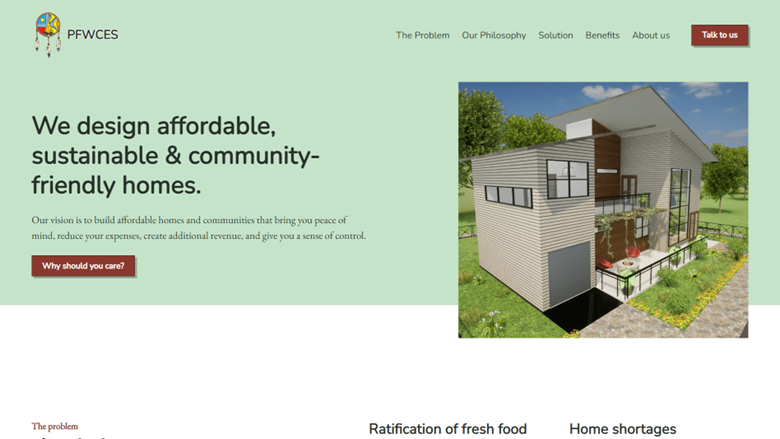 PFWCES
The Problem
Our Philosophy
Solution
Benefits
About us
Talk to us
We design affordable,
sustainable & community-
friendly homes.
Our vision is to build affordable homes and communities that bring you peace of
mind, reduce your expenses, create additional revenue, and give you a sense of control.
Why should you care?
The problem
Ratification of fresh food
Home shortages